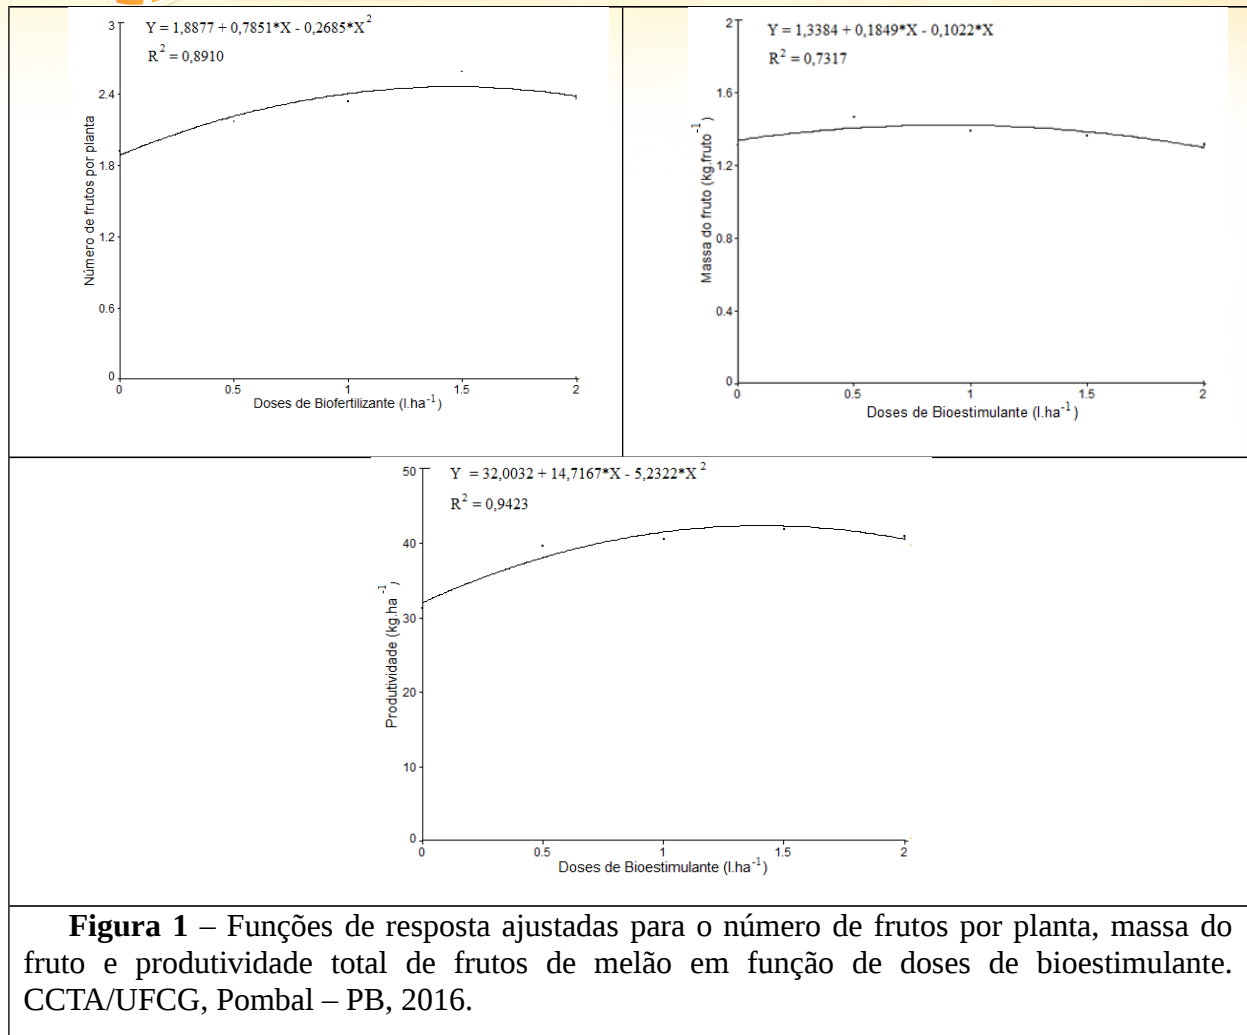 Y = 1,8877 + 0,7851*X - 0,2685*X²
R² = 0,8910
Número de frutos por planta
3
2.4
1.8
1.2
0.6
0
0 0.5 1 1.5 2
Doses de Biofertilizante (l.ha⁻¹)
Y = 1,3384 + 0,1849*X - 0,1022*X
R² = 0,7317
Massa do fruto (kg.fruto⁻¹)
2
1.6
1.2
0.8
0.4
0
0 0.5 1 1.5 2
Doses de Bioestimulante (l.ha⁻¹)
Y = 32,0032 + 14,7167*X - 5,2322*X²
R² = 0,9423
Produtividade (kg.ha⁻¹)
50
40
30
20
10
0
0 0.5 1 1.5 2
Doses de Bioestimulante (l.ha⁻¹)
Figura 1 – Funções de resposta ajustadas para o número de frutos por planta, massa do
fruto e produtividade total de frutos de melão em função de doses de bioestimulante.
CCTA/UFCG, Pombal – PB, 2016.